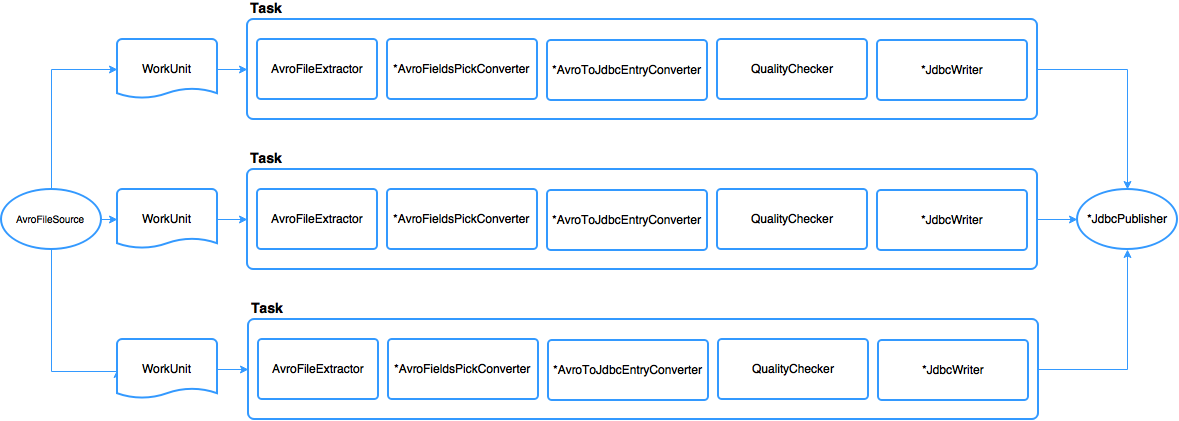 Task
WorkUnit
AvroFileExtractor
*AvroFieldsPickConverter
*AvroToJdbcEntryConverter
QualityChecker
*JdbcWriter
Task
AvroFileSource
WorkUnit
AvroFileExtractor
*AvroFieldsPickConverter
*AvroToJdbcEntryConverter
QualityChecker
*JdbcWriter
*JdbcPublisher
Task
WorkUnit
AvroFileExtractor
*AvroFieldsPickConverter
*AvroToJdbcEntryConverter
QualityChecker
*JdbcWriter